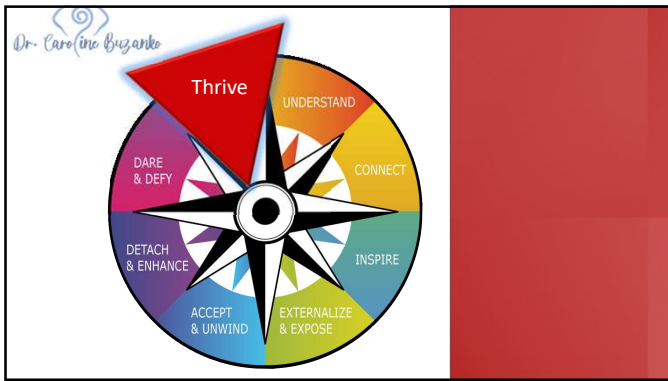 Dr. Caroline Buzanko
Thrive
UNDERSTAND
CONNECT
INSPIRE
EXTERNALIZE
& EXPOSE
ACCEPT
& UNWIND
DETACH
& ENHANCE
DARE
& DEFY